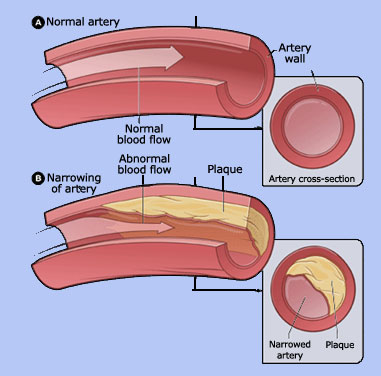 A Normal artery
Artery
wall
Normal
blood flow
Artery cross-section
Abnormal
blood flow
Plaque
B Narrowing
of artery
Narrowed
artery
Plaque